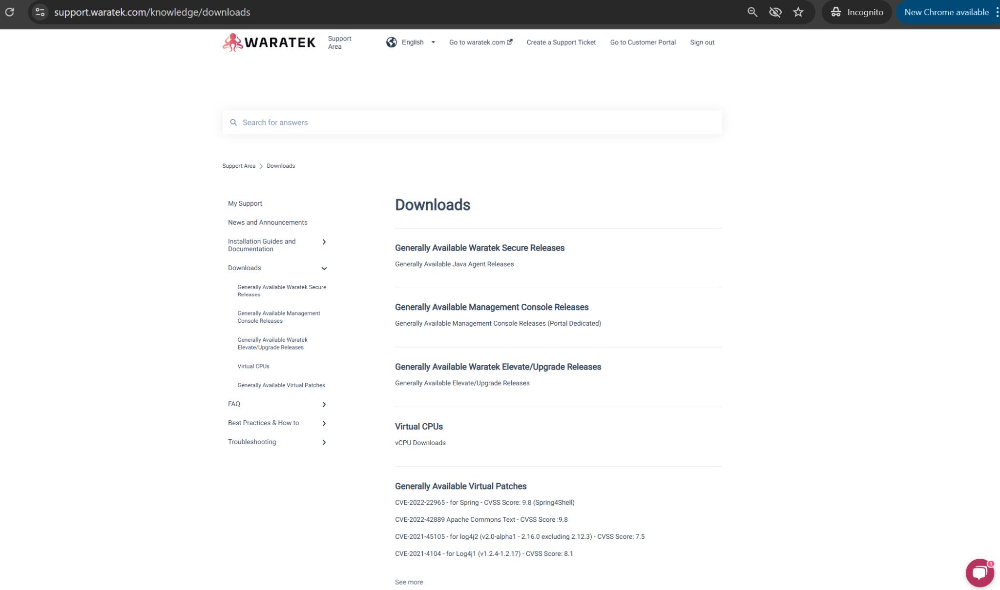 support.waratek.com/knowledge/downloads
Incognito
New Chrome available
WARATEK
Support
Area
English
Go to waratek.com
Create a Support Ticket
Go to Customer Portal
Sign out
Search for answers
Support Area
Downloads
My Support
News and Announcements
Installation Guides and
Documentation
Downloads
Generally Available Waratek Secure
Releases
Generally Available Management
Console Releases
Generally Available Waratek
Elevate/Upgrade Releases
Virtual CPUs
Generally Available Virtual Patches
FAQ
Best Practices & How to
Troubleshooting
Downloads
Generally Available Waratek Secure Releases
Generally Available Java Agent Releases
Generally Available Management Console Releases
Generally Available Management Console Releases (Portal Dedicated)
Generally Available Waratek Elevate/Upgrade Releases
Generally Available Elevate/Upgrade Releases
Virtual CPUs
vCPU Downloads
Generally Available Virtual Patches
CVE-2022-22965 - for Spring - CVSS Score: 9.8 (Spring4Shell)
CVE-2022-42889 Apache Commons Text - CVSS Score :9.8
CVE-2021-45105 - for log4j2 (v2.0-alpha1 - 2.16.0 excluding 2.12.3) - CVSS Score: 7.5
CVE-2021-4104 - for Log4j1 (v1.2.4-1.2.17) - CVSS Score: 8.1
See more
1